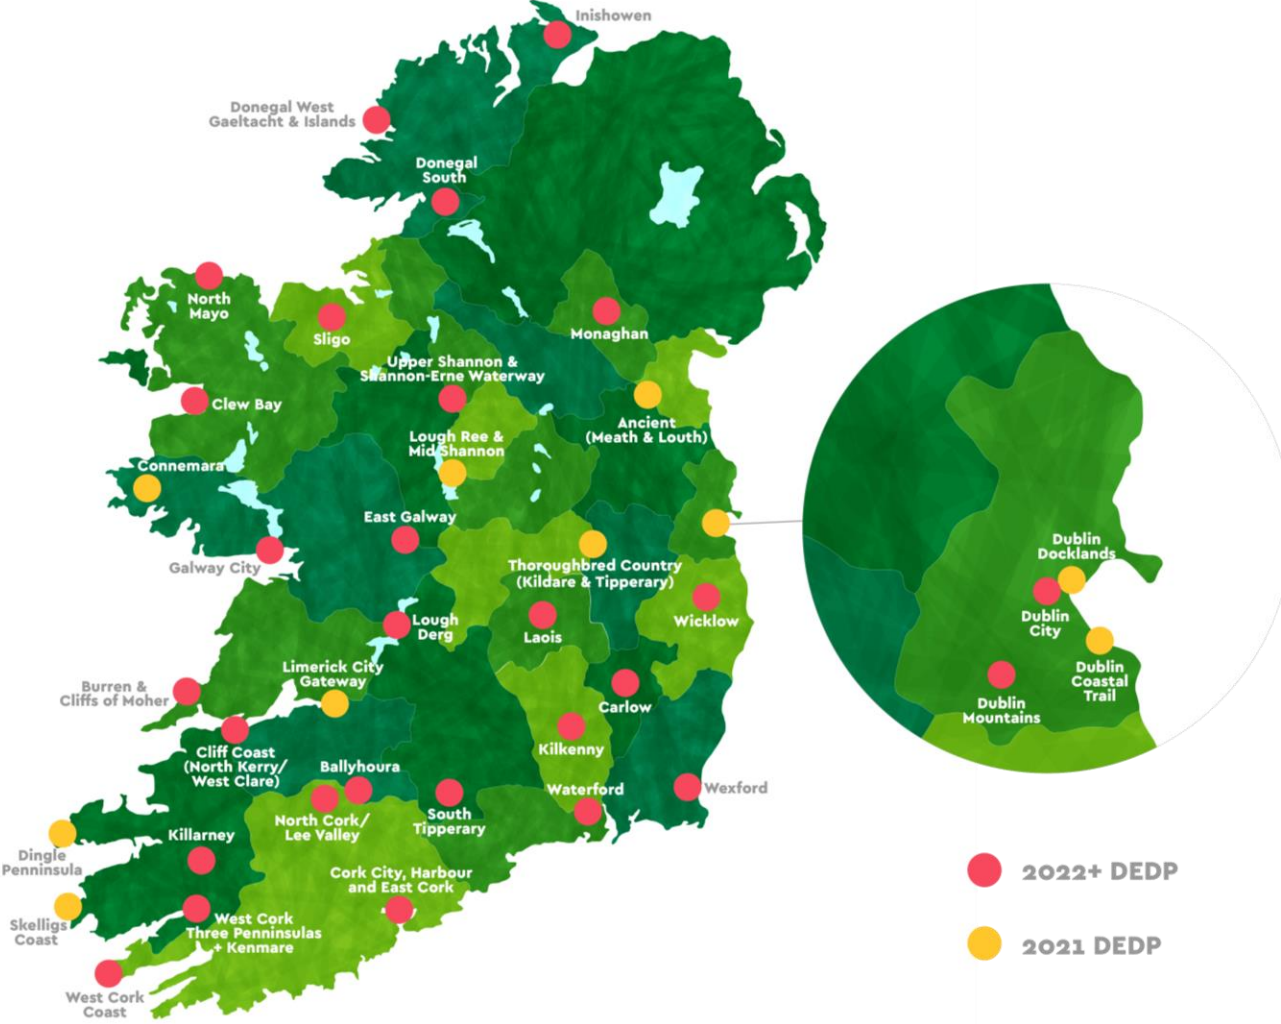 Inishowen
Donegal West
Gaeltacht & Islands
Donegal
South
North
Mayo
Sligo
Monaghan
Upper Shannon &
Shannon-Erne Waterway
Clew Bay
Ancient
(Meath & Louth)
Lough Ree &
Mid Shannon
Connemara
East Galway
Galway City
Thoroughbred Country
(Kildare & Tipperary)
Wicklow
Lough
Derg
Laois
Limerick City
Gateway
Burren &
Cliffs of Moher
Carlow
Cliff Coast
(North Kerry/
West Clare)
Kilkenny
Ballyhoura
Waterford
Wexford
North Cork/
Lee Valley
South
Tipperary
Killarney
Dingle
Penninsula
Cork City, Harbour
and East Cork
Skelligs
Coast
West Cork
Three Penninsulas
+ Kenmare
West Cork
Coast
Dublin
Docklands
Dublin
City
Dublin
Coastal
Trail
Dublin
Mountains
2022+ DEDP
2021 DEDP